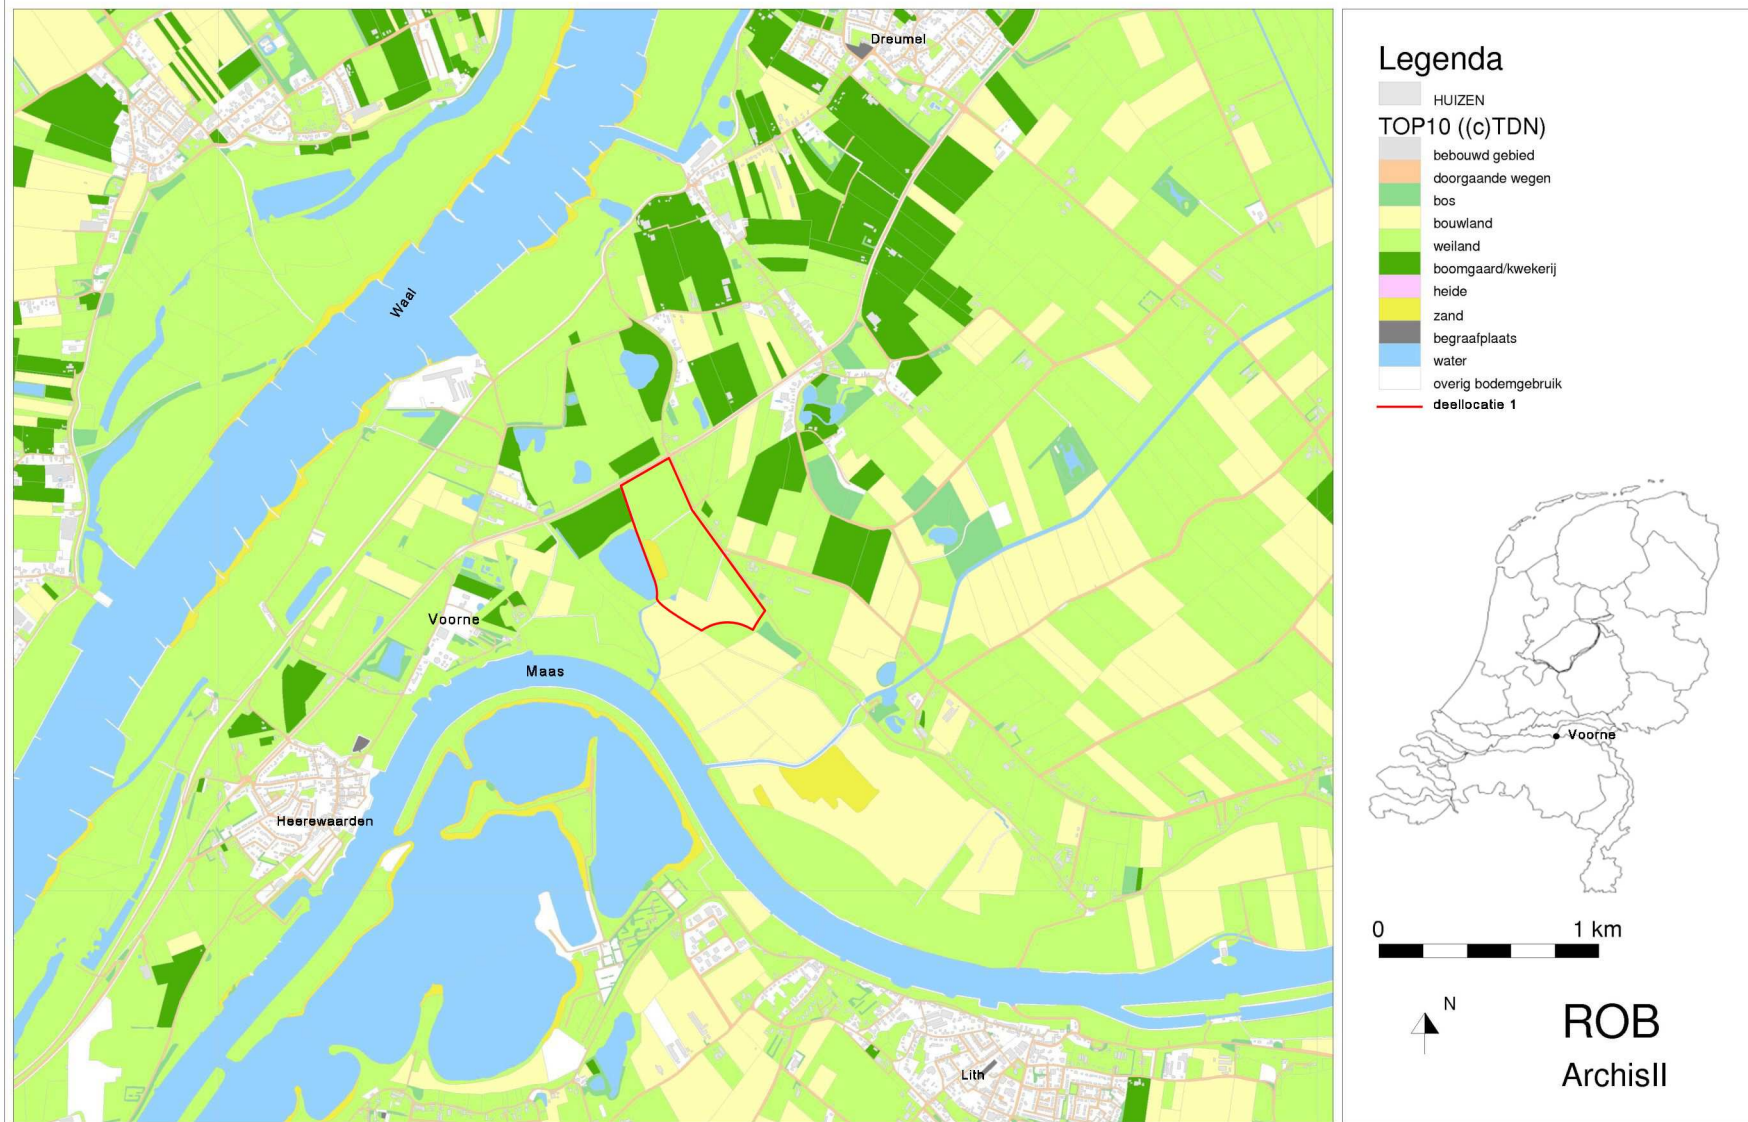 Dreumel
Waal
Voorne
Maas
Heerewaarden
Lith
Legenda
HUIZEN
TOP10 ((c)TDN)
bebouwd gebied
doorgaande wegen
bos
bouwland
weiland
boomgaard/kwekerij
heide
zand
begraafplaats
water
overig bodemgebruik
deellocatie 1
Voorne
0 1 km
N
ROB
ArchisII